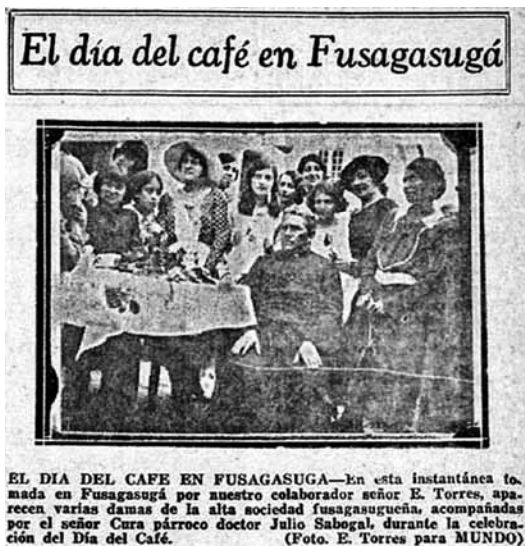 El día del café en Fusagasugá
EL DIA DEL CAFE EN FUSAGASUGA—En esta instantánea to-
mada en Fusagasugá por nuestro colaborador señor E. Torres, apa-
recen varias damas de la alta sociedad fusagasugueña, acompañadas
por el señor Cura párroco doctor Julio Sabogal, durante la celebra-
ción del Día del Café. (Foto. E. Torres para MUNDO)